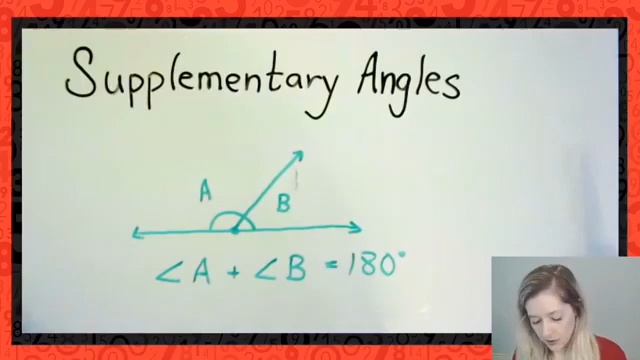 Supplementary Angles
A
B
∠A + ∠B = 180°